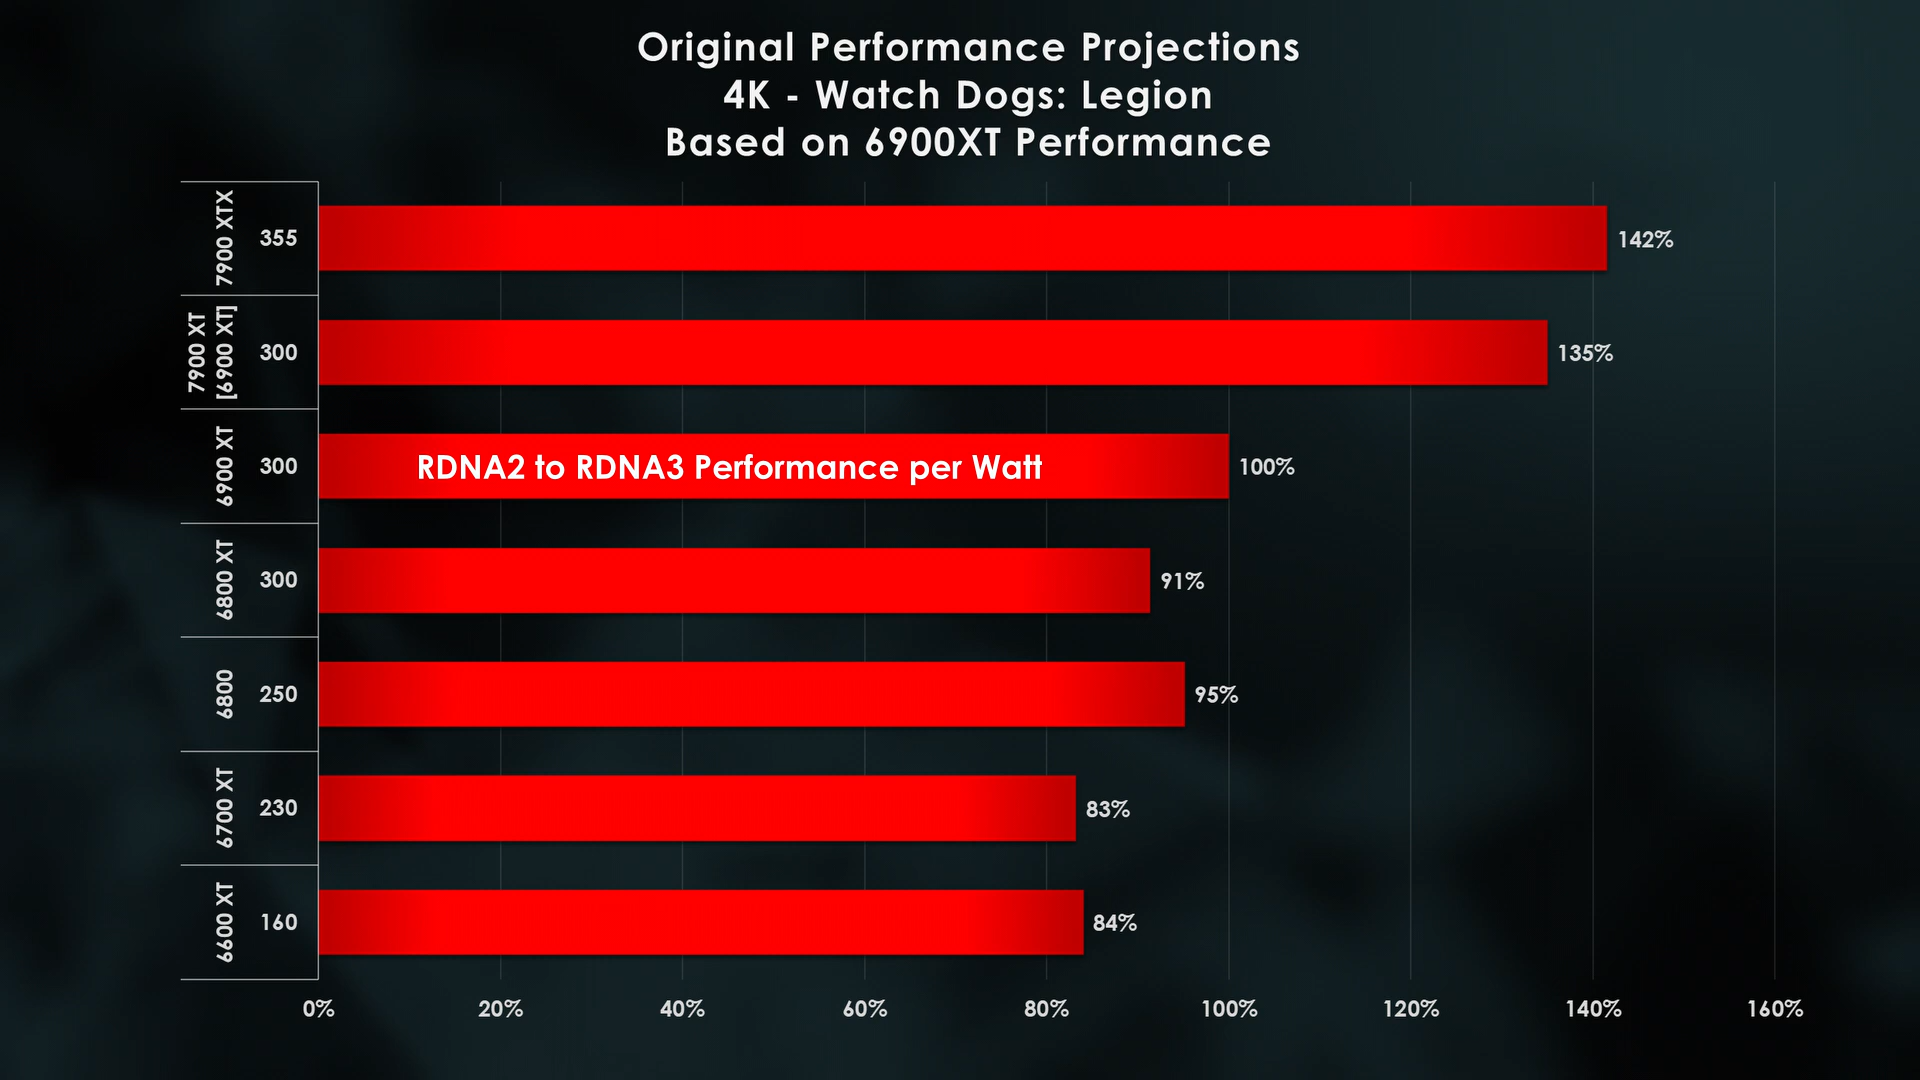 Original Performance Projections
4K - Watch Dogs: Legion
Based on 6900XT Performance
7900 XTX
355
142%
7900 XT
[6900 XT]
300
135%
6900 XT
300
RDNA2 to RDNA3 Performance per Watt
100%
6800 XT
300
91%
6800
250
95%
6700 XT
230
83%
6600 XT
160
84%
0% 20% 40% 60% 80% 100% 120% 140% 160%